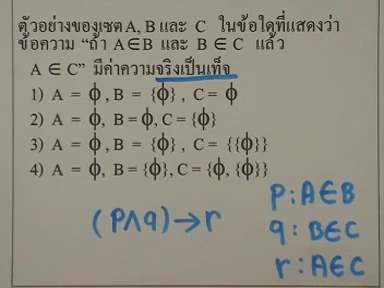 ตัวอย่างของเซต A, B และ C ในข้อใดที่แสดงว่า
ข้อความ “ถ้า A∈B และ B ∈ C แล้ว
A ∈ C” มีค่าความจริงเป็นเท็จ
1) A = ϕ , B = {ϕ} , C = ϕ
2) A = ϕ, B = ϕ, C = {ϕ}
3) A = ϕ , B = {ϕ} , C = {{ϕ}}
4) A = ϕ, B = {ϕ}, C = {ϕ, {ϕ}}
(P∧q)→r
p : A∈B
q : B∈C
r : A∈C